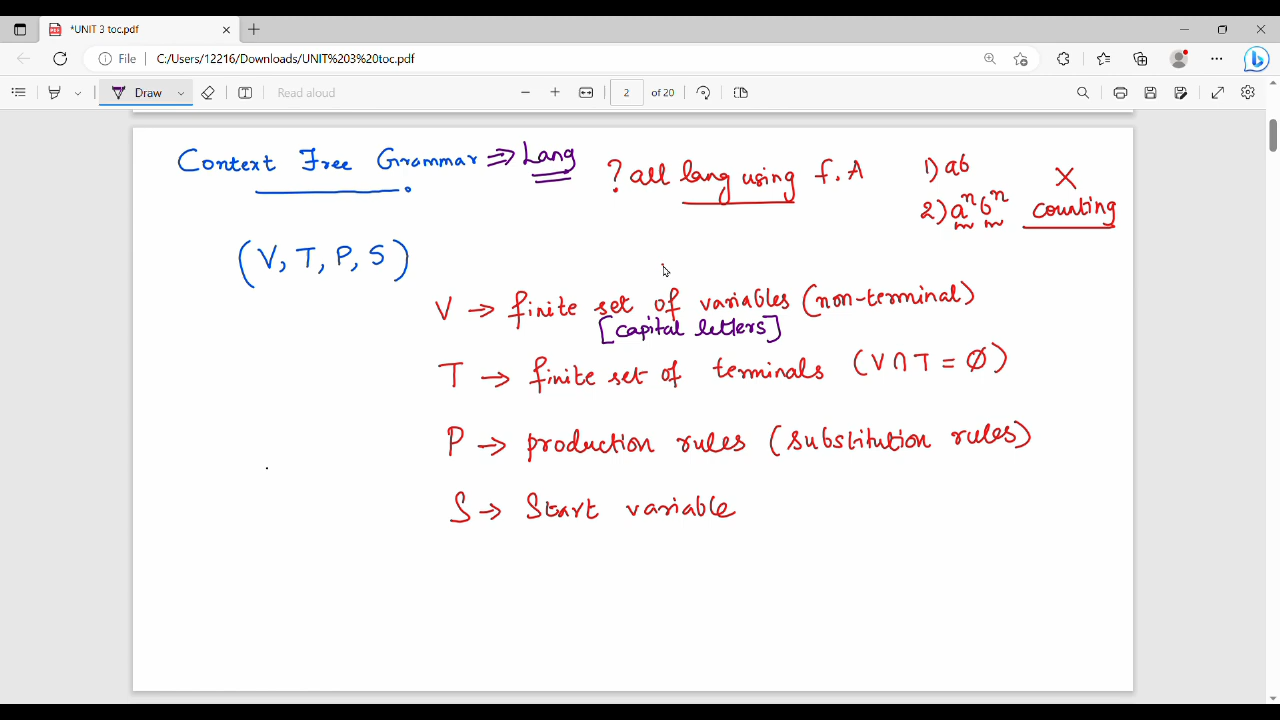 *UNIT 3 toc.pdf
File C:/Users/12216/Downloads/UNIT%203%20toc.pdf
Draw Read aloud 2 of 20
Context Free Grammar ⇒ Lang
? all lang using f.A
1) ab X
2) aⁿbⁿ counting
(V, T, P, S)
V → finite set of variables (non-terminal)
[capital letters]
T → finite set of terminals (V ∩ T = ∅)
P → production rules (substitution rules)
S → Start variable